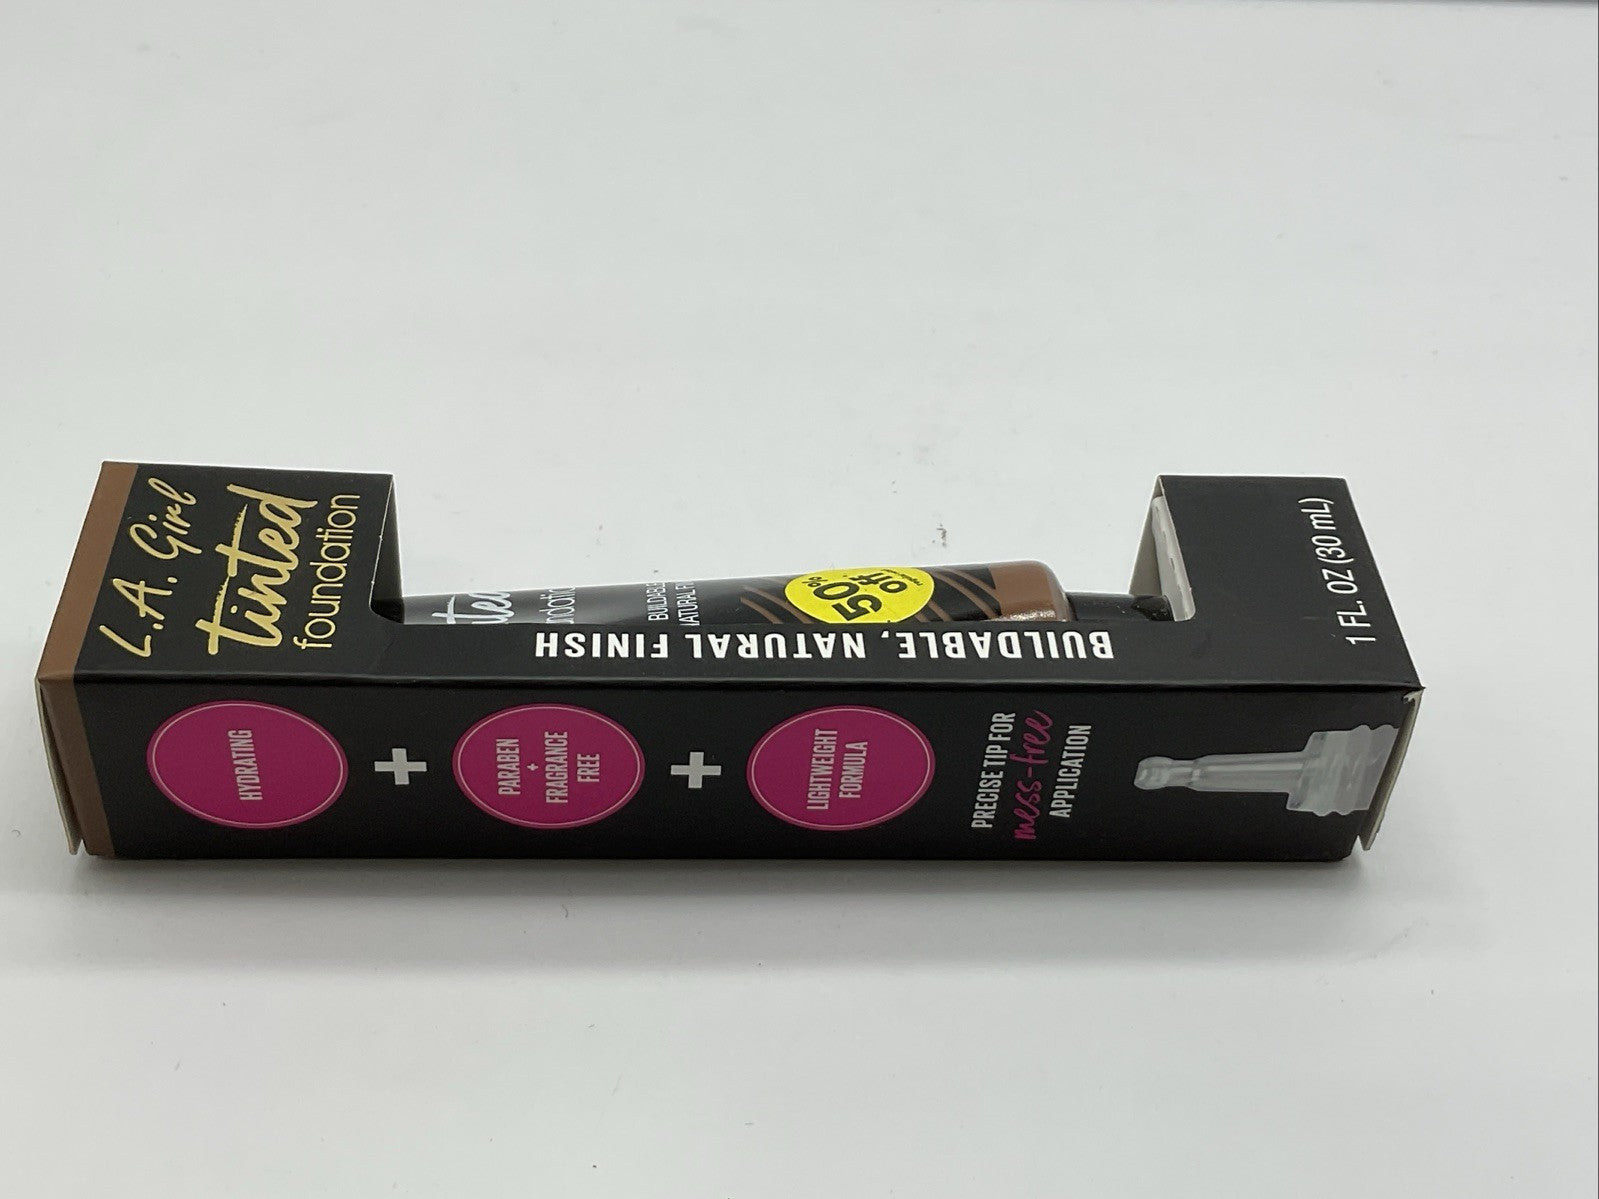 L.A. Girl
tinted
foundation
BUILDABLE
50%
off
BUILDABLE, NATURAL FINISH
1 FL. OZ (30 mL)
HYDRATING
+
PARABEN
+
FRAGRANCE
FREE
+
LIGHTWEIGHT
FORMULA
PRECISE TIP FOR
mess-free
APPLICATION